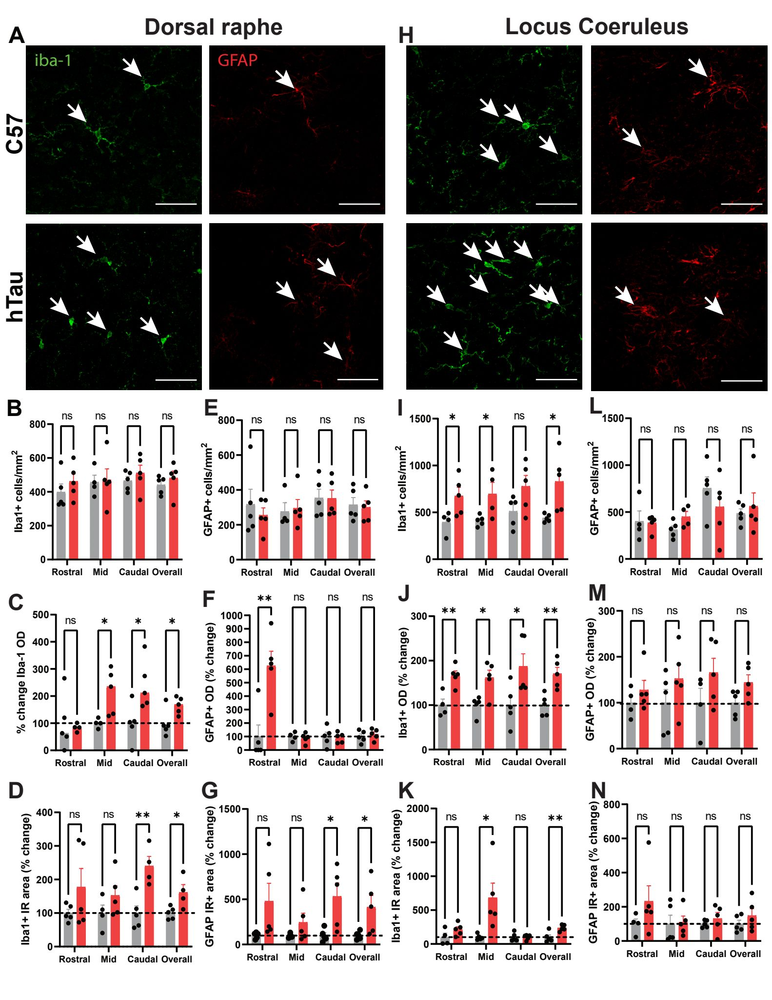 Dorsal raphe
Locus Coeruleus
A
H
iba-1
GFAP
C57
hTau
B
ns ns ns ns
Iba1+ cells/mm2
800
600
400
200
0
Rostral Mid Caudal Overall
E
ns ns ns ns
GFAP+ cells/mm2
800
600
400
200
0
Rostral Mid Caudal Overall
I
* * ns *
Iba1+ cells/mm2
1500
1000
500
0
Rostral Mid Caudal Overall
L
ns ns ns ns
GFAP+ cells/mm2
1500
1000
500
0
Rostral Mid Caudal Overall
C
ns * * *
% change Iba-1 OD
500
400
300
200
100
0
Rostral Mid Caudal Overall
F
** ns ns ns
GFAP+ OD (% change)
1000
900
800
700
600
500
400
300
200
100
0
Rostral Mid Caudal Overall
J
** * * **
Iba1+ OD (% change)
300
200
100
0
Rostral Mid Caudal Overall
M
ns ns ns ns
GFAP+ OD (% change)
300
200
100
0
Rostral Mid Caudal Overall
D
ns ns ** *
Iba1+ IR area (% change)
400
300
200
100
0
Rostral Mid Caudal Overall
G
ns ns * *
GFAP IR+ area (% change)
1500
1000
500
0
Rostral Mid Caudal Overall
K
ns * ns **
Iba1+ IR area (% change)
2000
1500
1000
500
0
Rostral Mid Caudal Overall
N
ns ns ns ns
GFAP IR+ area (% change)
800
600
400
200
0
Rostral Mid Caudal Overall